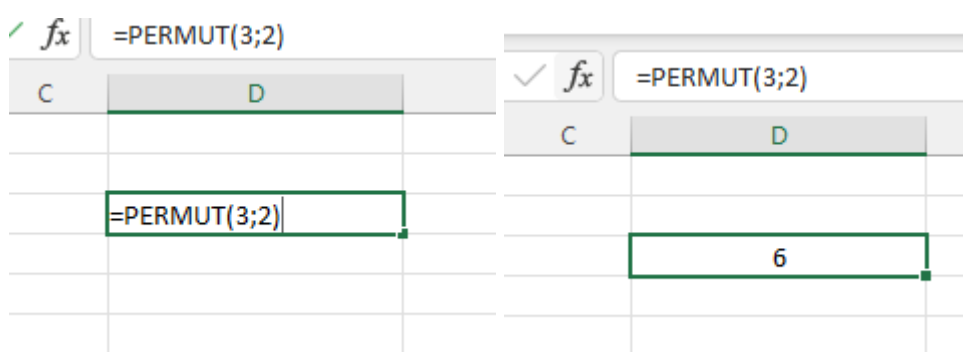 fx =PERMUT(3;2)
C D
=PERMUT(3;2)
fx =PERMUT(3;2)
C D
6